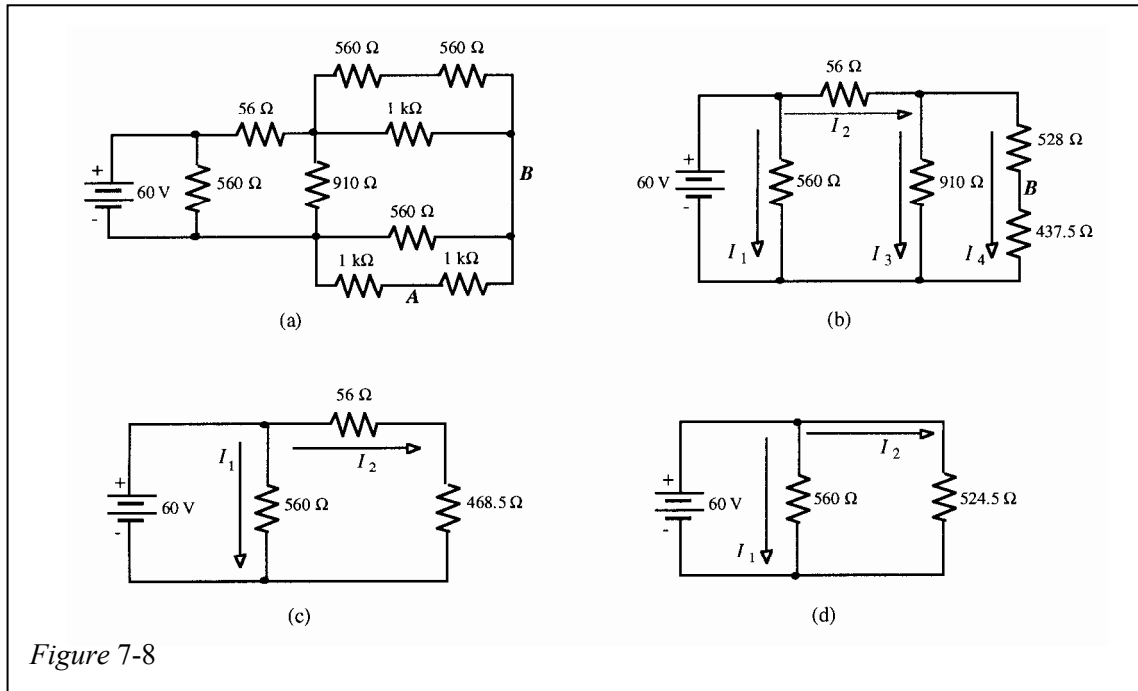 560 Ω 560 Ω
56 Ω
1 kΩ
+
60 V
-
560 Ω
910 Ω
B
560 Ω
1 kΩ 1 kΩ
A
(a)
56 Ω
I2
+
60 V
-
560 Ω
910 Ω
528 Ω
B
437.5 Ω
I1
I3
I4
(b)
56 Ω
I1
I2
+
60 V
-
560 Ω
468.5 Ω
(c)
I2
+
60 V
-
560 Ω
524.5 Ω
I1
(d)
Figure 7-8